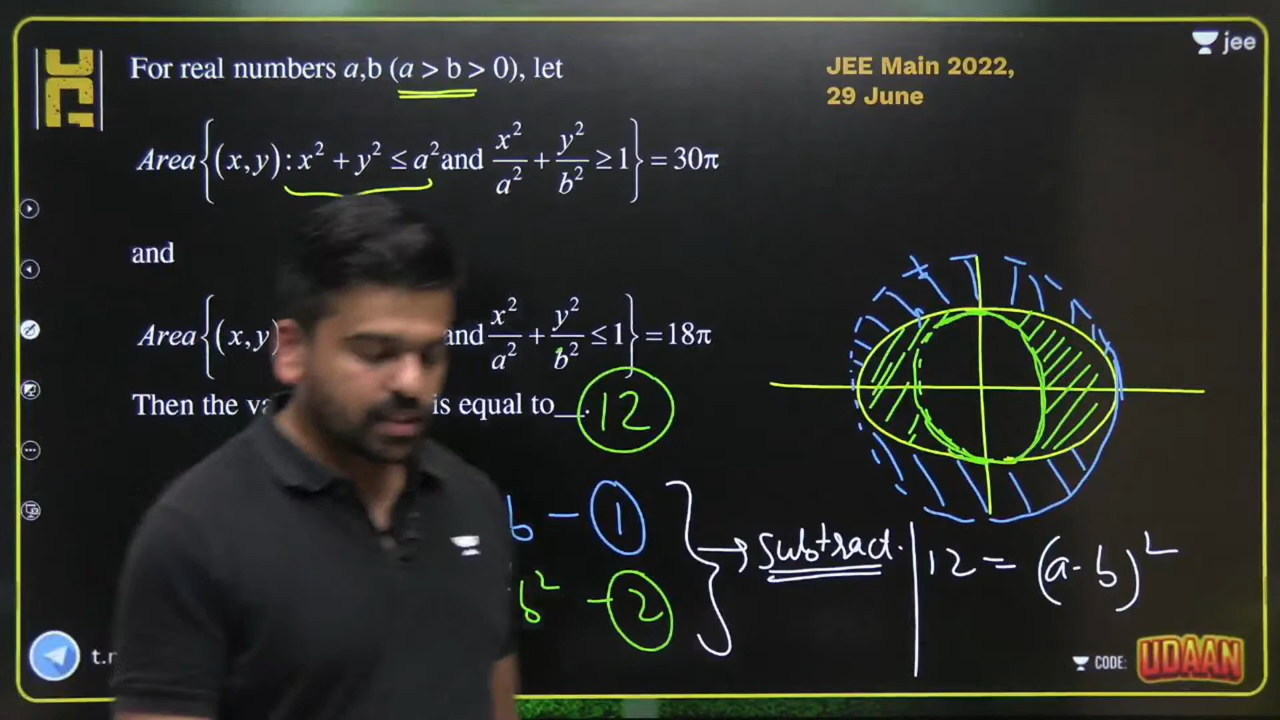 For real numbers a,b (a > b > 0), let
JEE Main 2022,
29 June
jee
Area{(x,y): x² + y² ≤ a² and x²/a² + y²/b² ≥ 1} = 30π
and
Area{(x,y) and x²/a² + y²/b² ≤ 1} = 18π
Then the is equal to __.
12
b - 1
b² - 2
Subtract.
12 = (a-b)²
CODE: UDAAN